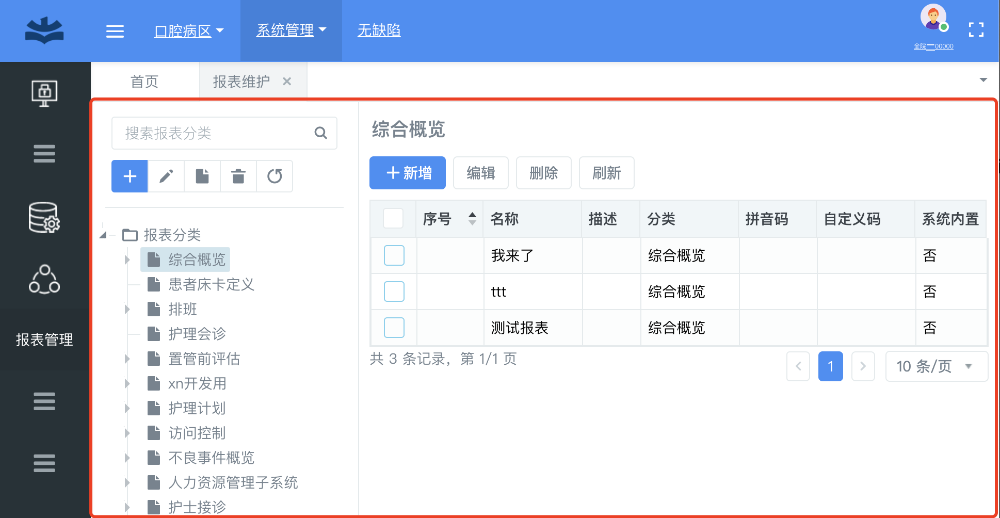 口腔病区
系统管理
无缺陷
全院一00000
首页
报表维护
搜索报表分类
报表分类
综合概览
患者床卡定义
排班
护理会诊
置管前评估
xn开发用
护理计划
访问控制
不良事件概览
人力资源管理子系统
护士接诊
报表管理
综合概览
新增 编辑 删除 刷新
序号 名称 描述 分类 拼音码 自定义码 系统内置
我来了 综合概览 否
ttt 综合概览 否
测试报表 综合概览 否
共 3 条记录，第 1/1 页
1
10 条/页